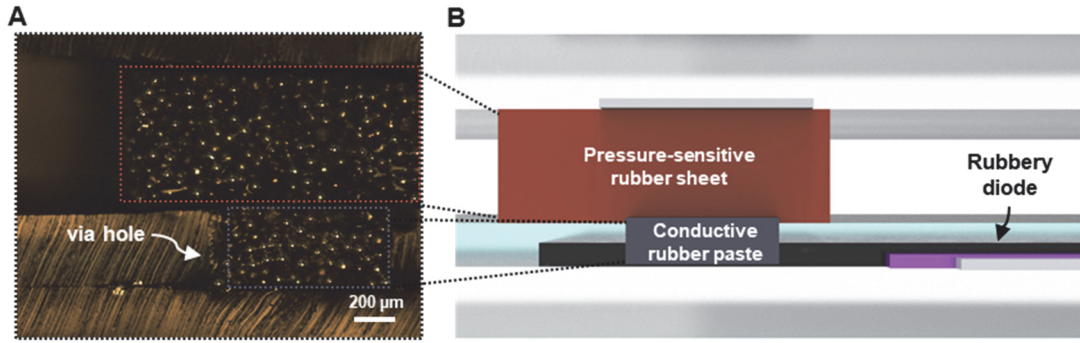 A
B
via hole
200 µm
Pressure-sensitive
rubber sheet
Conductive
rubber paste
Rubbery
diode